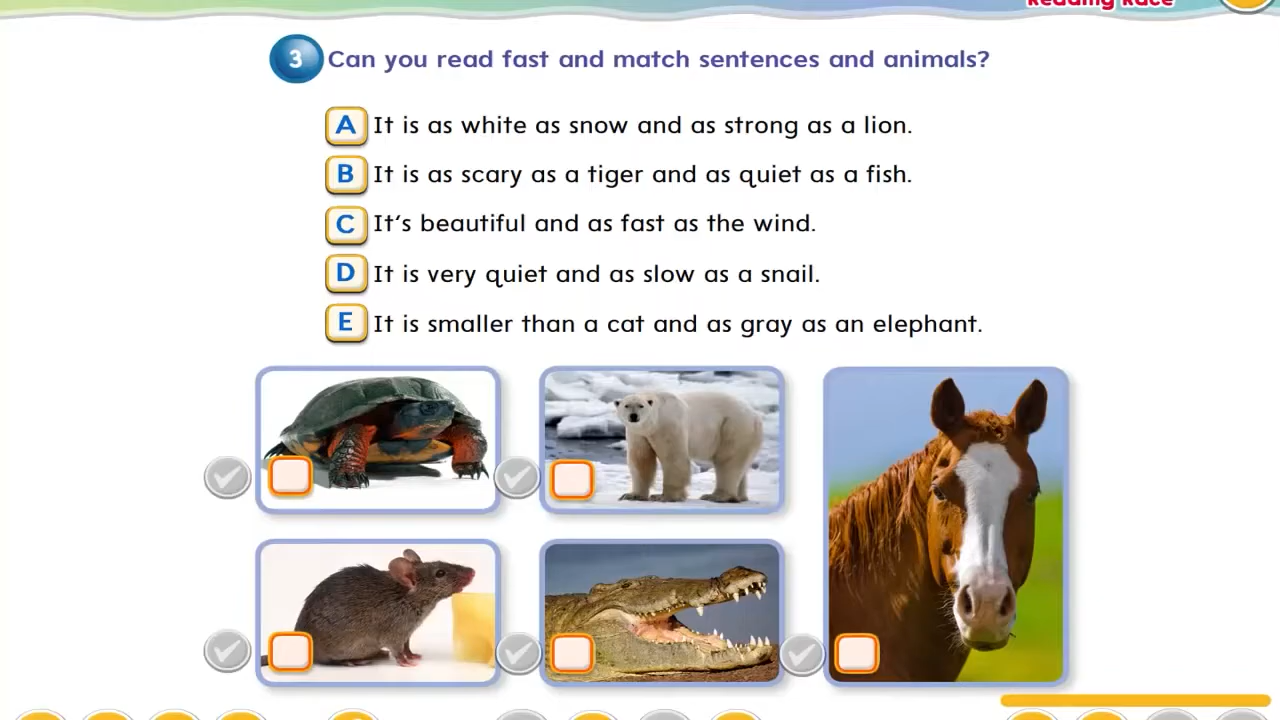 Reading Race
3 Can you read fast and match sentences and animals?
A It is as white as snow and as strong as a lion.
B It is as scary as a tiger and as quiet as a fish.
C It‘s beautiful and as fast as the wind.
D It is very quiet and as slow as a snail.
E It is smaller than a cat and as gray as an elephant.